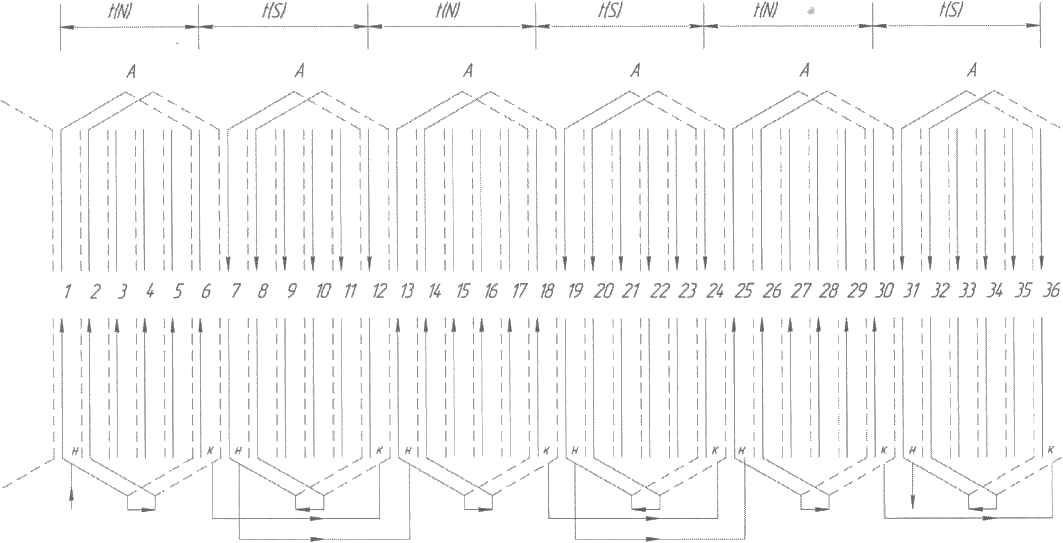 t(N) t(S) t(N) t(S) t(N) t(S)
A A A A A A
1 2 3 4 5 6 7 8 9 10 11 12 13 14 15 16 17 18 19 20 21 22 23 24 25 26 27 28 29 30 31 32 33 34 35 36
н к н к н к н к н к н к